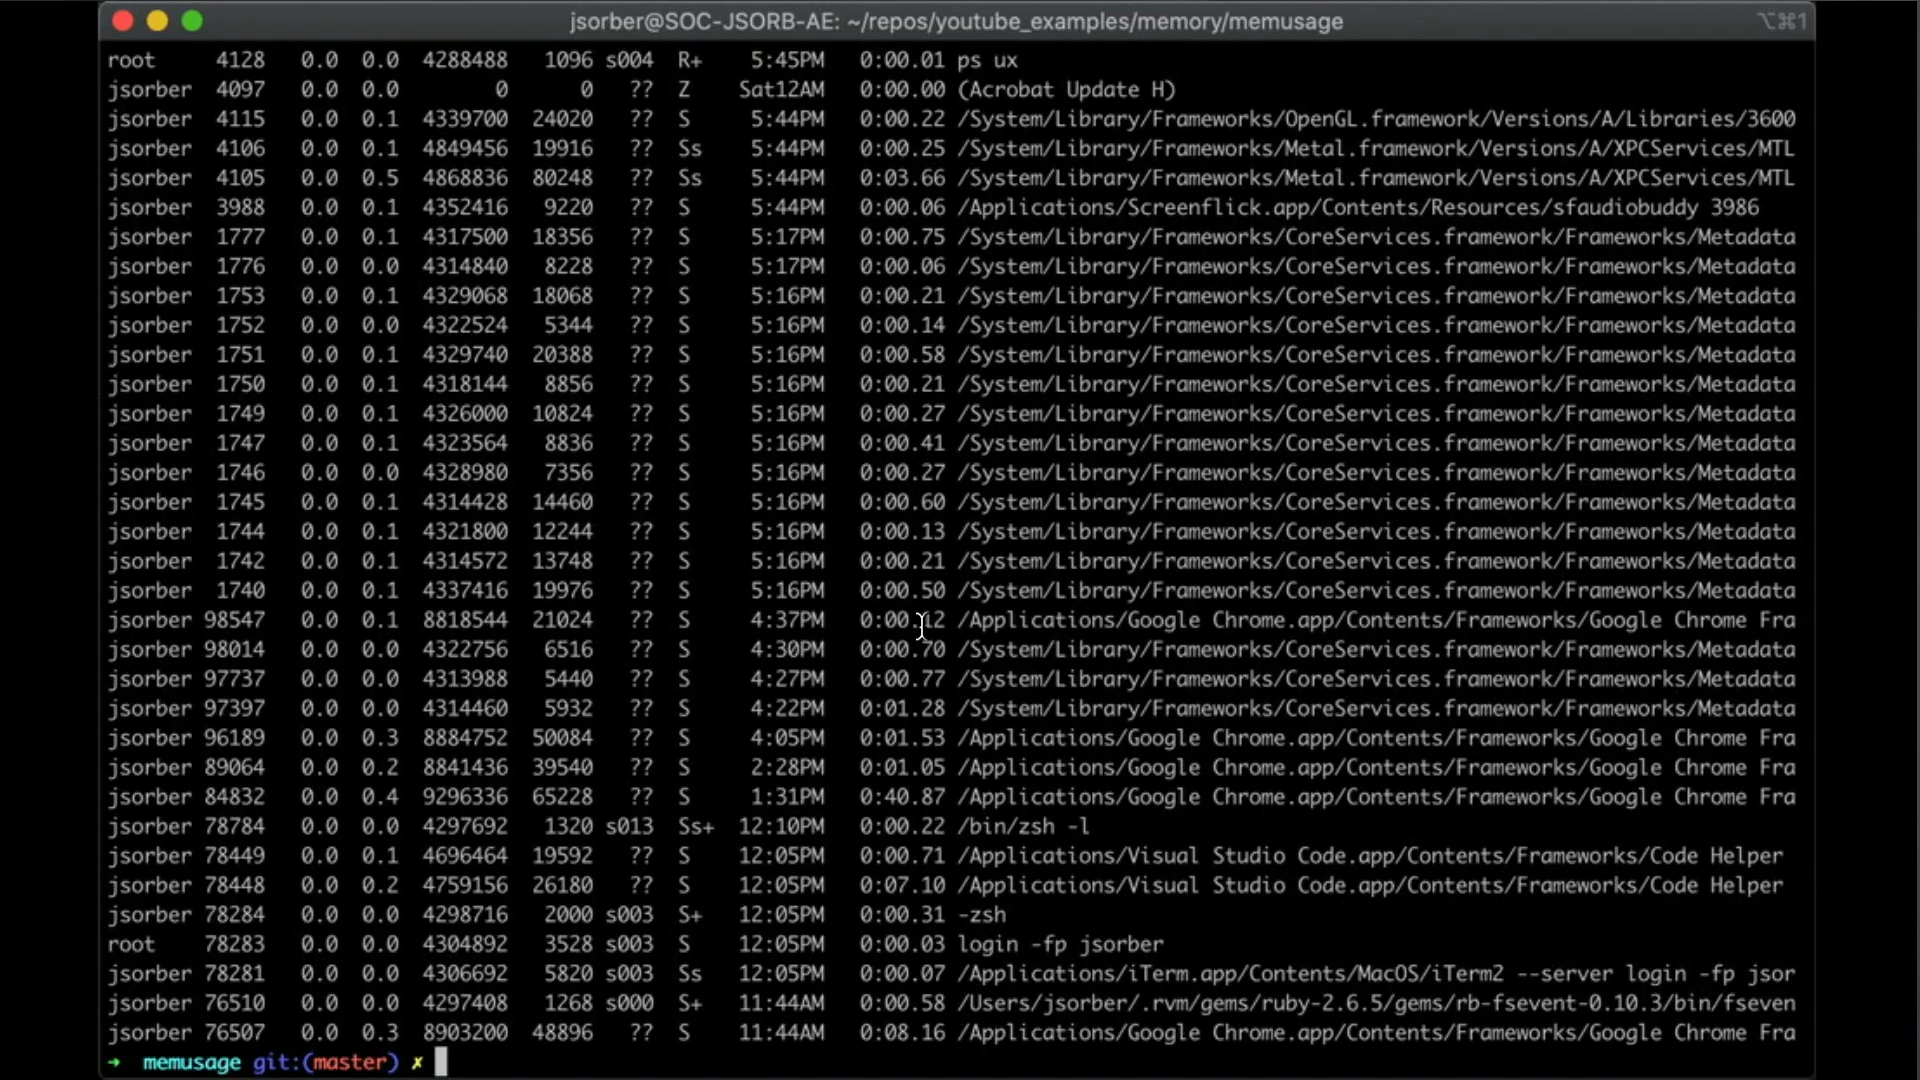 jsorber@SOC-JSORB-AE: ~/repos/youtube_examples/memory/memusage ⌥⌘1
root 4128 0.0 0.0 4288488 1096 s004 R+ 5:45PM 0:00.01 ps ux
jsorber 4097 0.0 0.0 0 0 ?? Z Sat12AM 0:00.00 (Acrobat Update H)
jsorber 4115 0.0 0.1 4339700 24020 ?? S 5:44PM 0:00.22 /System/Library/Frameworks/OpenGL.framework/Versions/A/Libraries/3600
jsorber 4106 0.0 0.1 4849456 19916 ?? Ss 5:44PM 0:00.25 /System/Library/Frameworks/Metal.framework/Versions/A/XPCServices/MTL
jsorber 4105 0.0 0.5 4868836 80248 ?? Ss 5:44PM 0:03.66 /System/Library/Frameworks/Metal.framework/Versions/A/XPCServices/MTL
jsorber 3988 0.0 0.1 4352416 9220 ?? S 5:44PM 0:00.06 /Applications/Screenflick.app/Contents/Resources/sfaudiobuddy 3986
jsorber 1777 0.0 0.1 4317500 18356 ?? S 5:17PM 0:00.75 /System/Library/Frameworks/CoreServices.framework/Frameworks/Metadata
jsorber 1776 0.0 0.0 4314840 8228 ?? S 5:17PM 0:00.06 /System/Library/Frameworks/CoreServices.framework/Frameworks/Metadata
jsorber 1753 0.0 0.1 4329068 18068 ?? S 5:16PM 0:00.21 /System/Library/Frameworks/CoreServices.framework/Frameworks/Metadata
jsorber 1752 0.0 0.0 4322524 5344 ?? S 5:16PM 0:00.14 /System/Library/Frameworks/CoreServices.framework/Frameworks/Metadata
jsorber 1751 0.0 0.1 4329740 20388 ?? S 5:16PM 0:00.58 /System/Library/Frameworks/CoreServices.framework/Frameworks/Metadata
jsorber 1750 0.0 0.1 4318144 8856 ?? S 5:16PM 0:00.21 /System/Library/Frameworks/CoreServices.framework/Frameworks/Metadata
jsorber 1749 0.0 0.1 4326000 10824 ?? S 5:16PM 0:00.27 /System/Library/Frameworks/CoreServices.framework/Frameworks/Metadata
jsorber 1747 0.0 0.1 4323564 8836 ?? S 5:16PM 0:00.41 /System/Library/Frameworks/CoreServices.framework/Frameworks/Metadata
jsorber 1746 0.0 0.0 4328980 7356 ?? S 5:16PM 0:00.27 /System/Library/Frameworks/CoreServices.framework/Frameworks/Metadata
jsorber 1745 0.0 0.1 4314428 14460 ?? S 5:16PM 0:00.60 /System/Library/Frameworks/CoreServices.framework/Frameworks/Metadata
jsorber 1744 0.0 0.1 4321800 12244 ?? S 5:16PM 0:00.13 /System/Library/Frameworks/CoreServices.framework/Frameworks/Metadata
jsorber 1742 0.0 0.1 4314572 13748 ?? S 5:16PM 0:00.21 /System/Library/Frameworks/CoreServices.framework/Frameworks/Metadata
jsorber 1740 0.0 0.1 4337416 19976 ?? S 5:16PM 0:00.50 /System/Library/Frameworks/CoreServices.framework/Frameworks/Metadata
jsorber 98547 0.0 0.1 8818544 21024 ?? S 4:37PM 0:00.12 /Applications/Google Chrome.app/Contents/Frameworks/Google Chrome Fra
jsorber 98014 0.0 0.0 4322756 6516 ?? S 4:30PM 0:00.70 /System/Library/Frameworks/CoreServices.framework/Frameworks/Metadata
jsorber 97737 0.0 0.0 4313988 5440 ?? S 4:27PM 0:00.77 /System/Library/Frameworks/CoreServices.framework/Frameworks/Metadata
jsorber 97397 0.0 0.0 4314460 5932 ?? S 4:22PM 0:01.28 /System/Library/Frameworks/CoreServices.framework/Frameworks/Metadata
jsorber 96189 0.0 0.3 8884752 50084 ?? S 4:05PM 0:01.53 /Applications/Google Chrome.app/Contents/Frameworks/Google Chrome Fra
jsorber 89064 0.0 0.2 8841436 39540 ?? S 2:28PM 0:01.05 /Applications/Google Chrome.app/Contents/Frameworks/Google Chrome Fra
jsorber 84832 0.0 0.4 9296336 65228 ?? S 1:31PM 0:40.87 /Applications/Google Chrome.app/Contents/Frameworks/Google Chrome Fra
jsorber 78784 0.0 0.0 4297692 1320 s013 Ss+ 12:10PM 0:00.22 /bin/zsh -l
jsorber 78449 0.0 0.1 4696464 19592 ?? S 12:05PM 0:00.71 /Applications/Visual Studio Code.app/Contents/Frameworks/Code Helper
jsorber 78448 0.0 0.2 4759156 26180 ?? S 12:05PM 0:07.10 /Applications/Visual Studio Code.app/Contents/Frameworks/Code Helper
jsorber 78284 0.0 0.0 4298716 2000 s003 S+ 12:05PM 0:00.31 -zsh
root 78283 0.0 0.0 4304892 3528 s003 S 12:05PM 0:00.03 login -fp jsorber
jsorber 78281 0.0 0.0 4306692 5820 s003 Ss 12:05PM 0:00.07 /Applications/iTerm.app/Contents/MacOS/iTerm2 --server login -fp jsor
jsorber 76510 0.0 0.0 4297408 1268 s000 S+ 11:44AM 0:00.58 /Users/jsorber/.rvm/gems/ruby-2.6.5/gems/rb-fsevent-0.10.3/bin/fseven
jsorber 76507 0.0 0.3 8903200 48896 ?? S 11:44AM 0:08.16 /Applications/Google Chrome.app/Contents/Frameworks/Google Chrome Fra
→ memusage git:(master) ✗